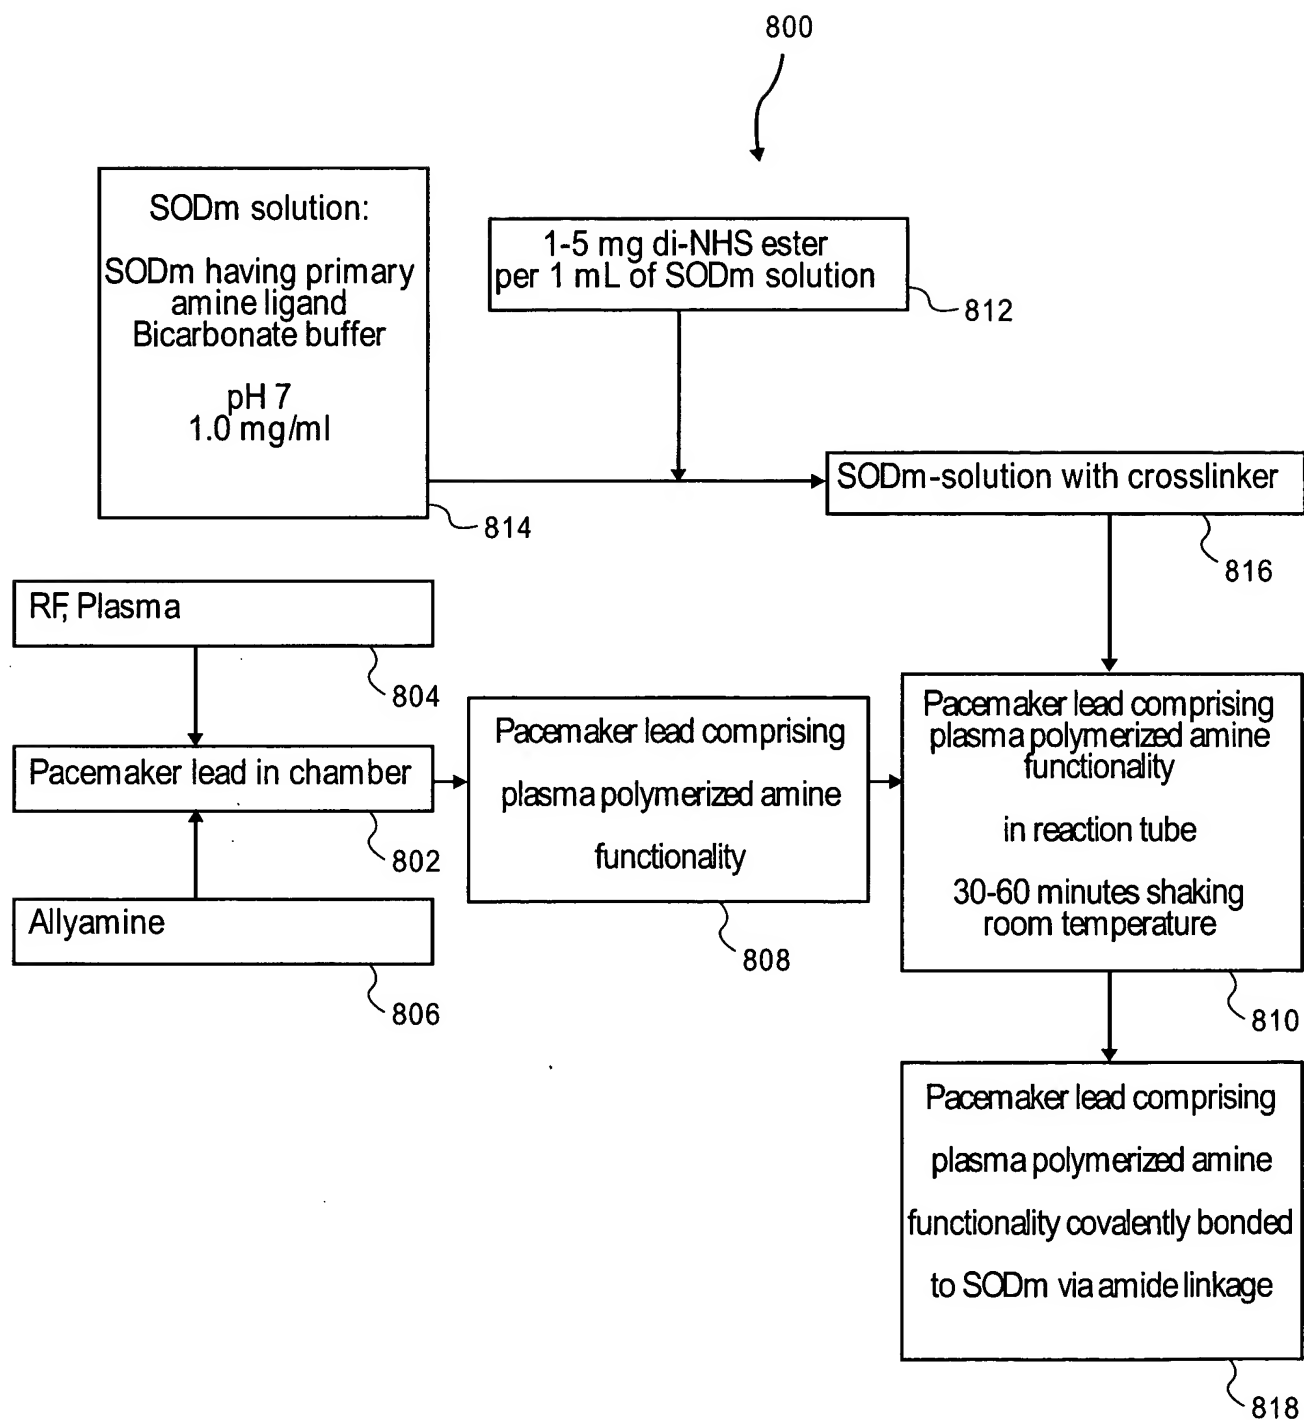 800
SODm solution:
SODm having primary
amine ligand
Bicarbonate buffer
pH 7
1.0 mg/ml
814
1-5 mg di-NHS ester
per 1 mL of SODm solution
812
SODm-solution with crosslinker
816
RF, Plasma
804
Pacemaker lead in chamber
802
Allyamine
806
Pacemaker lead comprising
plasma polymerized amine
functionality
808
Pacemaker lead comprising
plasma polymerized amine
functionality
in reaction tube
30-60 minutes shaking
room temperature
810
Pacemaker lead comprising
plasma polymerized amine
functionality covalently bonded
to SODm via amide linkage
818